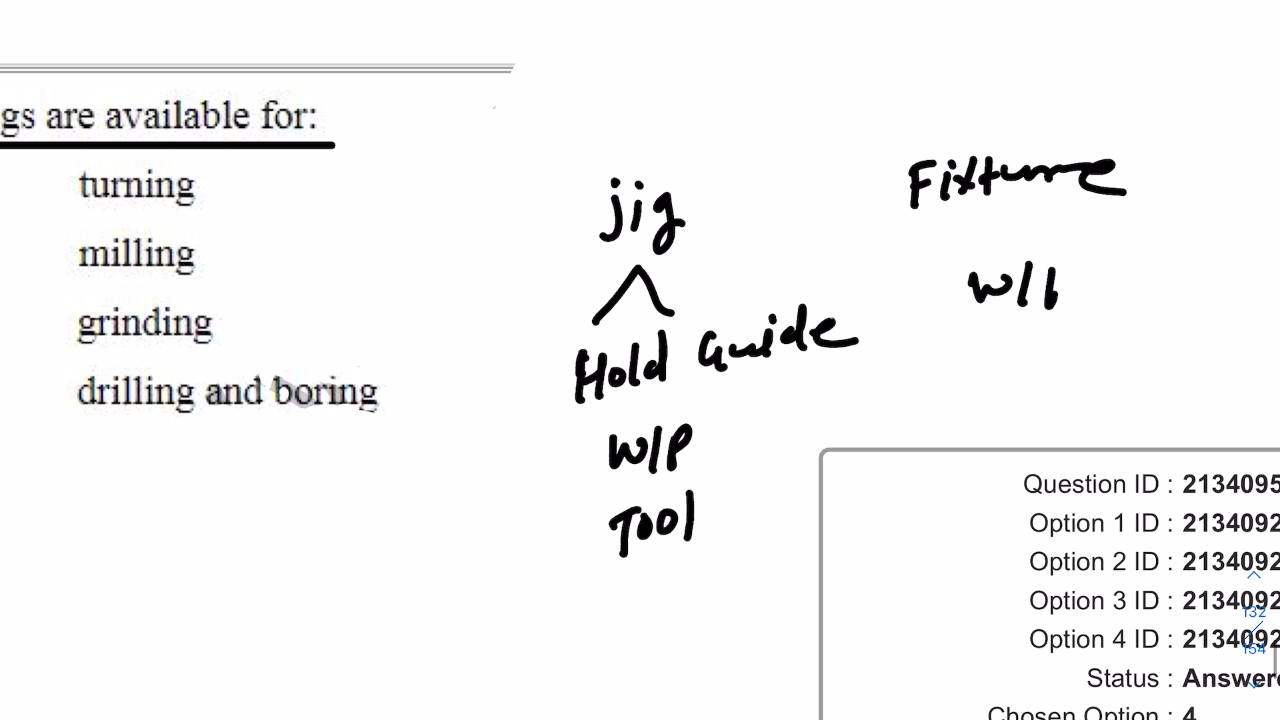 gs are available for:
turning
milling
grinding
drilling and boring
jig
Hold Guide
W/P
Tool
Fixture
W/
Question ID : 2134095
Option 1 ID : 2134092
Option 2 ID : 2134092
Option 3 ID : 2134092
Option 4 ID : 2134092
Status : Answere
Chosen Option : 4
132
154